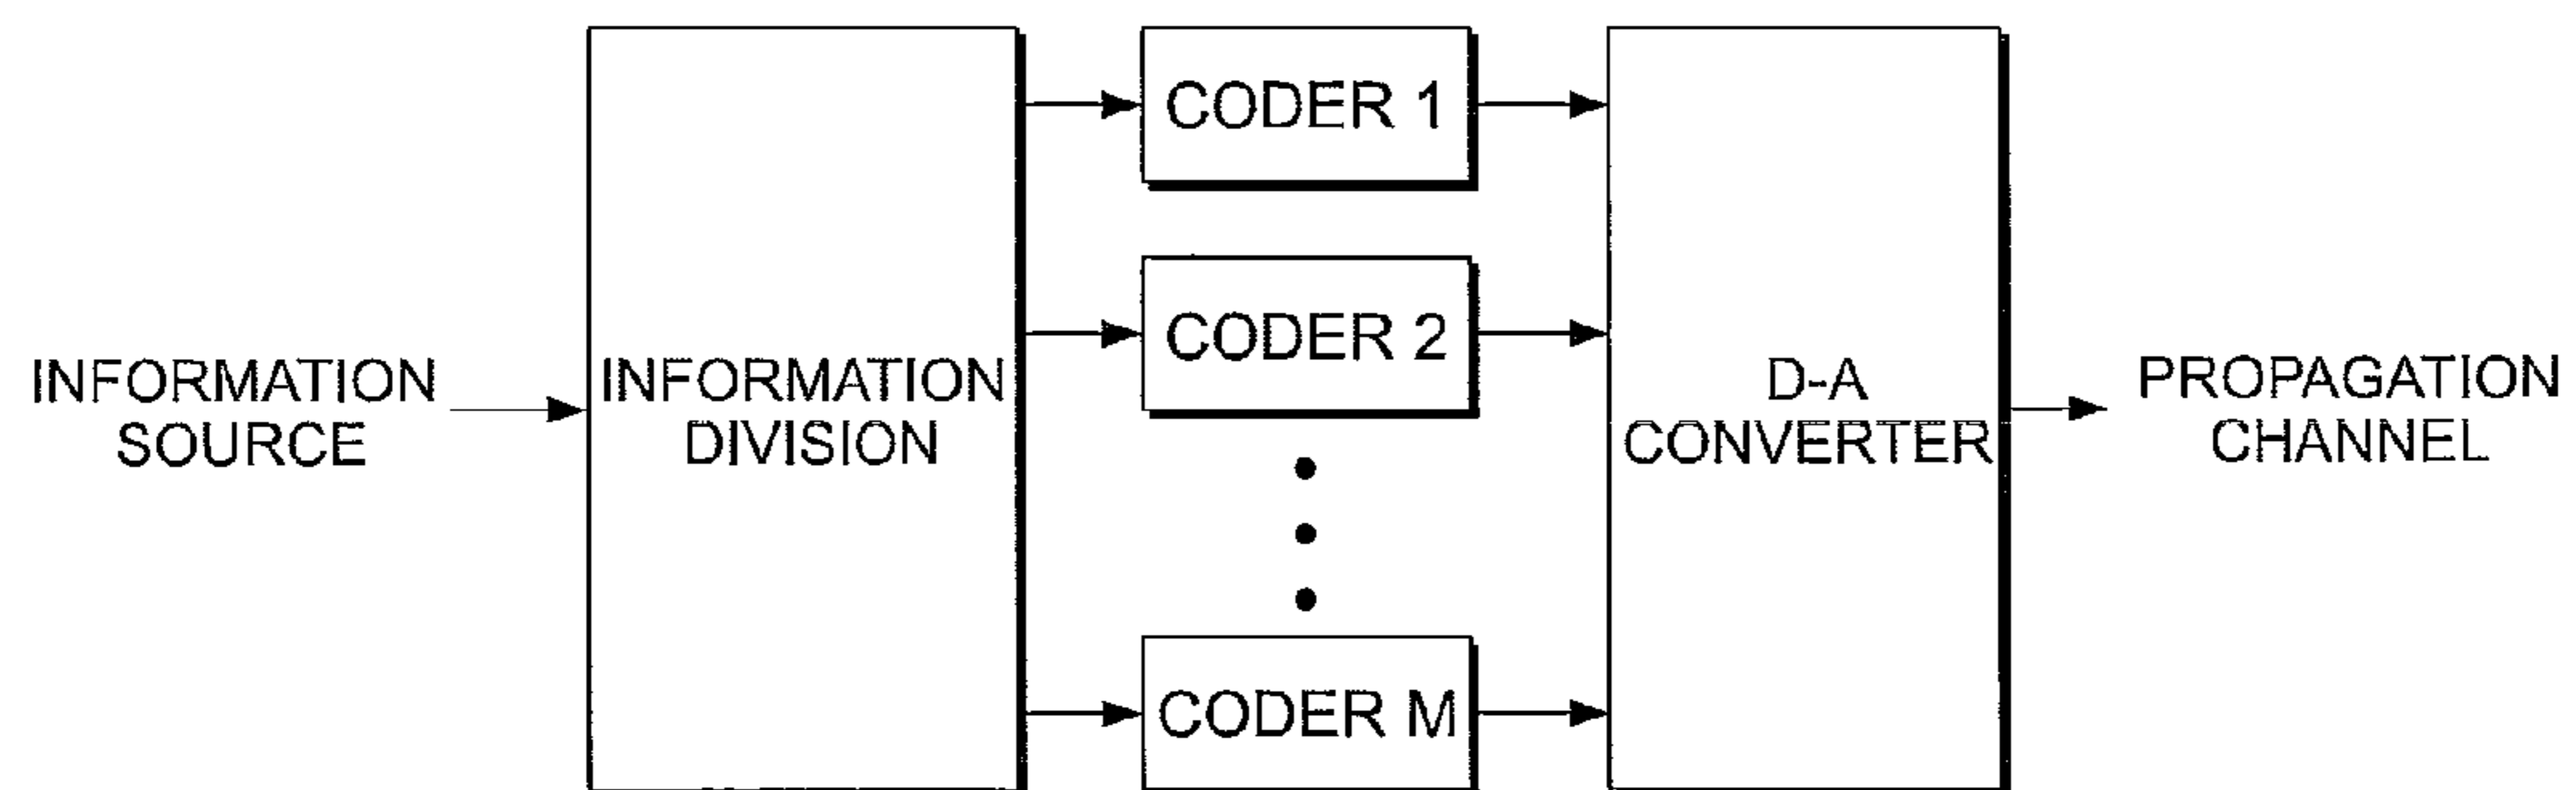 INFORMATION
SOURCE
INFORMATION
DIVISION
CODER 1
CODER 2
CODER M
D-A
CONVERTER
PROPAGATION
CHANNEL